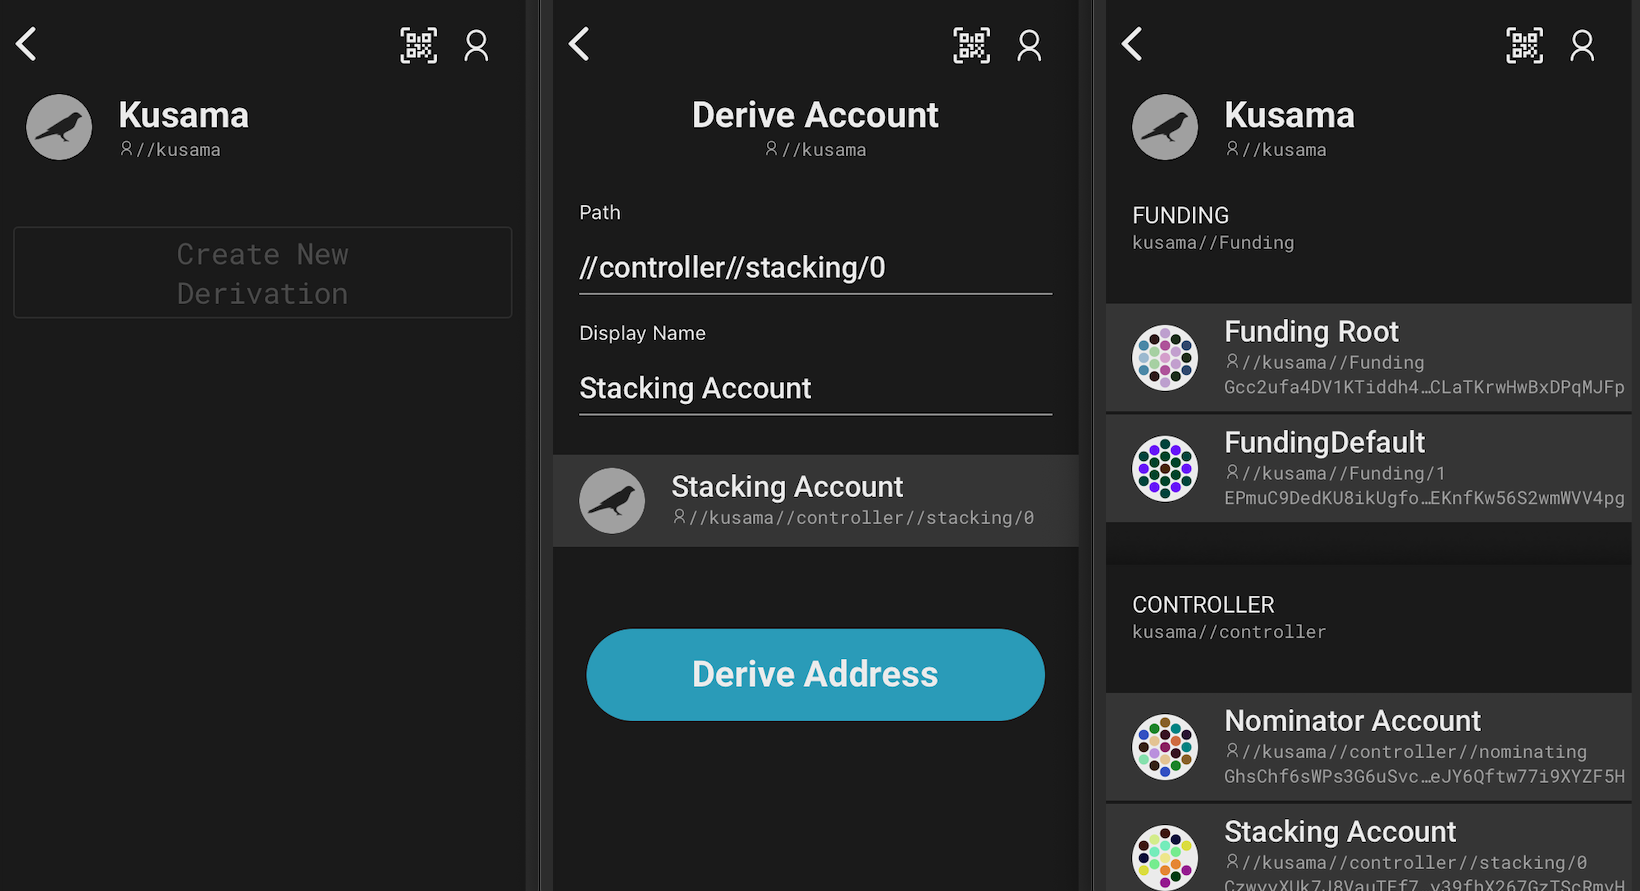 Kusama
//kusama
Create New
Derivation
Derive Account
//kusama
Path
//controller//stacking/0
Display Name
Stacking Account
Stacking Account
//kusama//controller//stacking/0
Derive Address
Kusama
//kusama
FUNDING
kusama//Funding
Funding Root
//kusama//Funding
Gcc2ufa4DV1KTiddh4…CLaTKrwHwBxDPqMJFp
FundingDefault
//kusama//Funding/1
EPmuC9DedKU8ikUgfo…EKnfKw56S2wmWVV4pg
CONTROLLER
kusama//controller
Nominator Account
//kusama//controller//nominating
GhsChf6sWPs3G6uSvc…eJY6Qftw77i9XYZF5H
Stacking Account
//kusama//controller//stacking/0